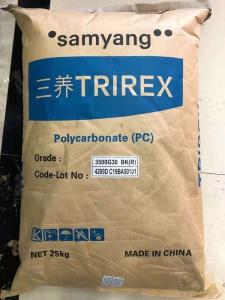 samyang
三养TRIREX
Polycarbonate (PC)
Grade : 3500G30 BK(R)
Code-Lot No :
NET 25kg
MADE IN CHINA